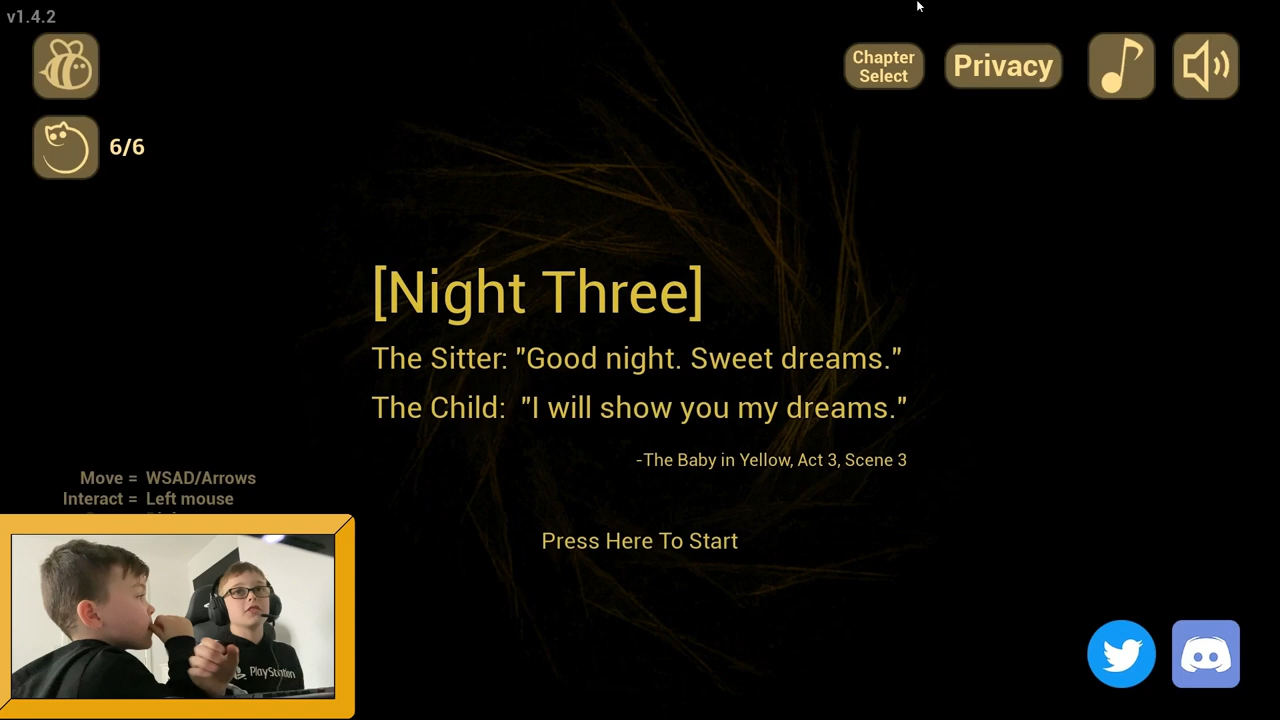 v1.4.2
Chapter
Select
Privacy
6/6
[Night Three]
The Sitter: "Good night. Sweet dreams."
The Child: "I will show you my dreams."
-The Baby in Yellow, Act 3, Scene 3
Move = WSAD/Arrows
Interact = Left mouse
Press Here To Start
PlayStation